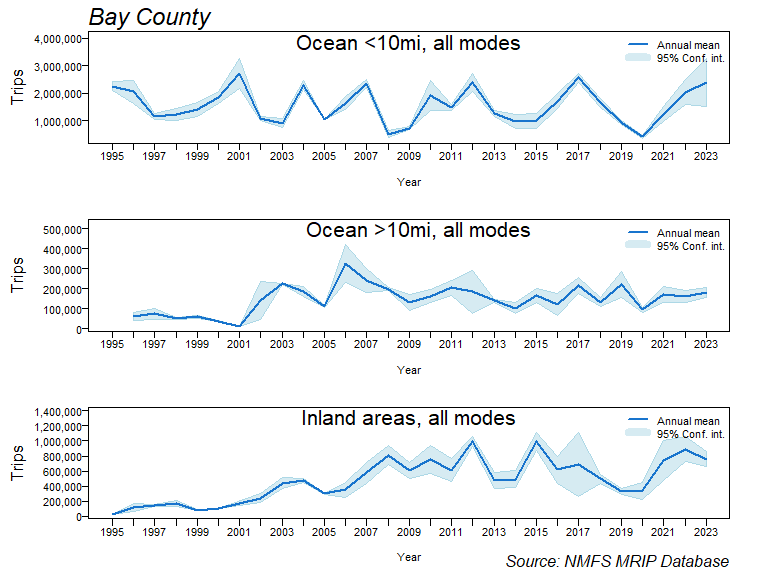 Bay County
Ocean <10mi, all modes
Annual mean
95% Conf. int.
4,000,000
3,000,000
2,000,000
1,000,000
Trips
1995 1997 1999 2001 2003 2005 2007 2009 2011 2013 2015 2017 2019 2021 2023
Year
Ocean >10mi, all modes
Annual mean
95% Conf. int.
500,000
400,000
300,000
200,000
100,000
0
Trips
1995 1997 1999 2001 2003 2005 2007 2009 2011 2013 2015 2017 2019 2021 2023
Year
Inland areas, all modes
Annual mean
95% Conf. int.
1,400,000
1,200,000
1,000,000
800,000
600,000
400,000
200,000
0
Trips
1995 1997 1999 2001 2003 2005 2007 2009 2011 2013 2015 2017 2019 2021 2023
Year
Source: NMFS MRIP Database